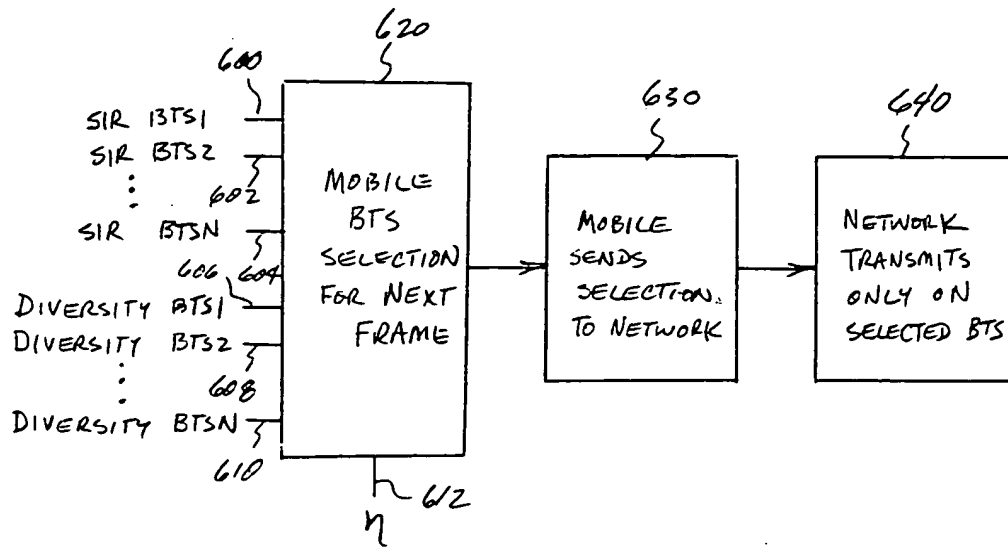 600
620
630
640
SIR BTS1
SIR BTS2
602
SIR BTSN
604
606
DIVERSITY BTS1
DIVERSITY BTS2
608
DIVERSITY BTSN
610
MOBILE
BTS
SELECTION
FOR NEXT
FRAME
612
η
MOBILE
SENDS
SELECTION
TO NETWORK
NETWORK
TRANSMITS
ONLY ON
SELECTED BTS